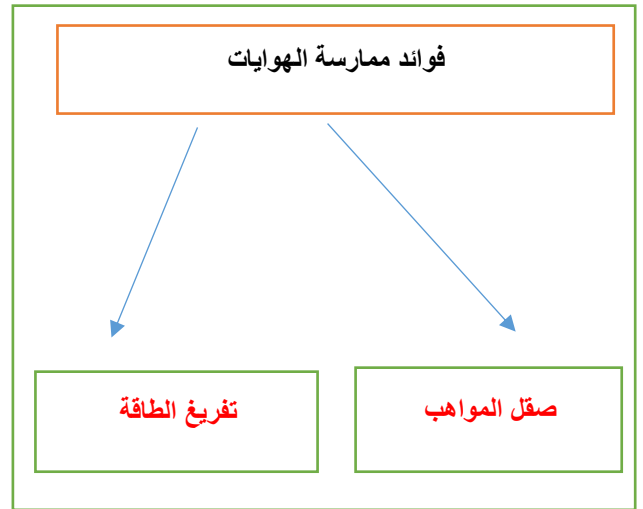 فوائد ممارسة الهوايات
صقل المواهب
تفريغ الطاقة